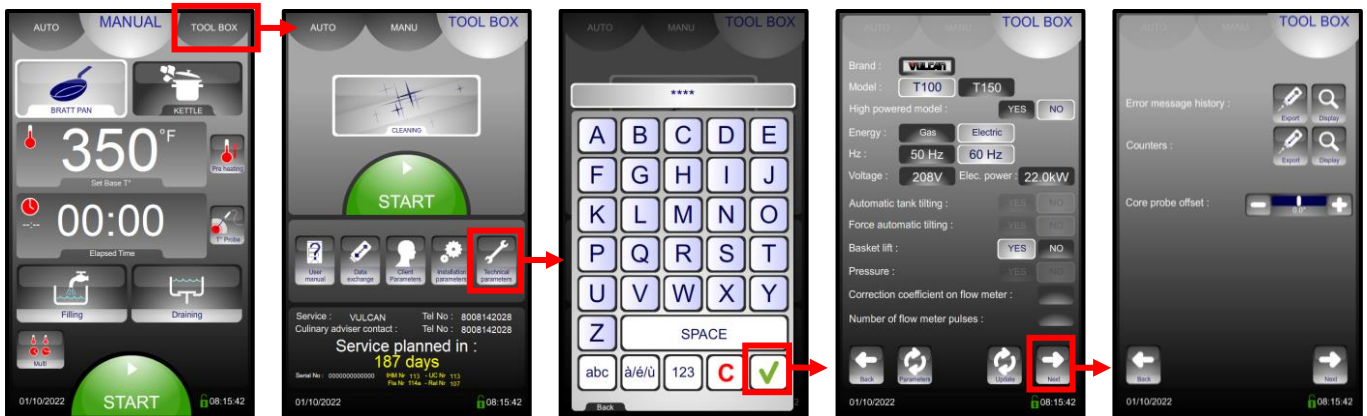 AUTO
MANUAL
TOOL BOX
BRATT PAN
KETTLE
350°F
Set Base T°
Pre heating
--:--
00:00
Elapsed Time
T° Probe
Filling
Draining
Multi
START
01/10/2022
08:15:42
AUTO
MANU
TOOL BOX
CLEANING
START
User manual
Data exchange
Client Parameters
Installation parameters
Technical parameters
Service : VULCAN Tel No : 8008142028
Culinary adviser contact : Tel No : 8008142028
Service planned in :
187 days
Serial No : 0000000000000 IHM Nr 113 - UC Nr 113
Fla Nr 114a - Rel Nr 107
01/10/2022
08:15:42
AUTO
MANU
TOOL BOX
****
A B C D E
F G H I J
K L M N O
P Q R S T
U V W X Y
Z SPACE
abc à/é/ù 123 C
Back
2
AUTO
MANU
TOOL BOX
Brand : VULCAN
Model : T100 T150
High powered model : YES NO
Energy : Gas Electric
Hz : 50 Hz 60 Hz
Voltage : 208V Elec. power : 22.0kW
Automatic tank tilting : YES NO
Force automatic tilting : YES NO
Basket lift : YES NO
Pressure : YES NO
Correction coefficient on flow meter :
Number of flow meter pulses :
Back
Parameters
Update
Next
01/10/2022
08:15:42
AUTO
MANU
TOOL BOX
Error message history : Export Display
Counters : Export Display
Core probe offset : 0.0°
Back
Next
01/10/2022
08:15:42